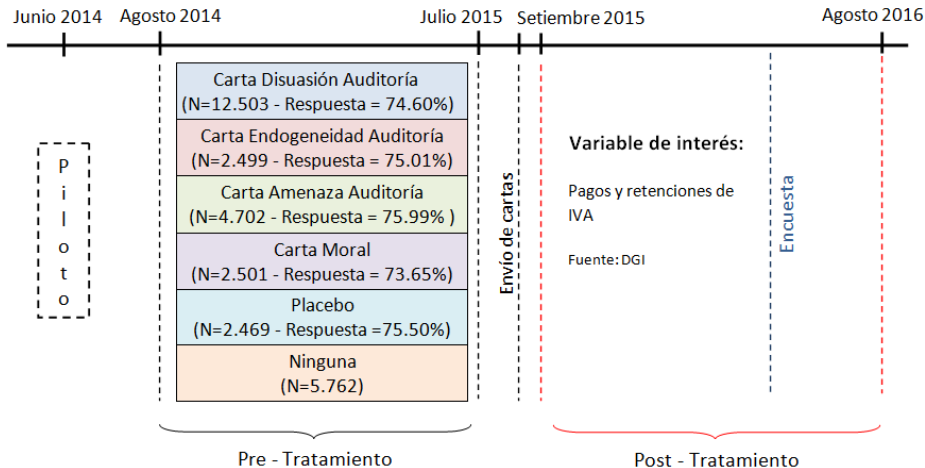 Junio 2014
Agosto 2014
Julio 2015
Setiembre 2015
Agosto 2016
Piloto
Carta Disuasión Auditoría
(N=12.503 - Respuesta = 74.60%)
Carta Endogeneidad Auditoría
(N=2.499 - Respuesta = 75.01%)
Carta Amenaza Auditoría
(N=4.702 - Respuesta = 75.99% )
Carta Moral
(N=2.501 - Respuesta = 73.65%)
Placebo
(N=2.469 - Respuesta =75.50%)
Ninguna
(N=5.762)
Envío de cartas
Variable de interés:
Pagos y retenciones de
IVA
Fuente: DGI
Encuesta
Pre - Tratamiento
Post - Tratamiento